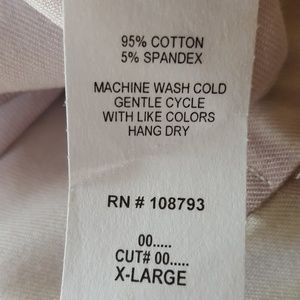 95% COTTON
5% SPANDEX
MACHINE WASH COLD
GENTLE CYCLE
WITH LIKE COLORS
HANG DRY
RN # 108793
00.....
CUT# 00.....
X-LARGE